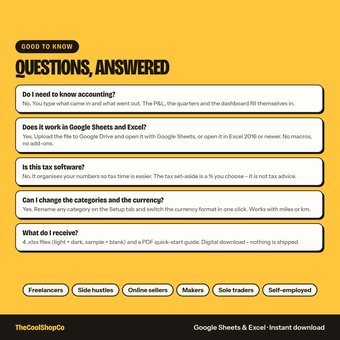 GOOD TO KNOW
QUESTIONS, ANSWERED
Do I need to know accounting?
No. You type what came in and what went out. The P&L, the quarters and the dashboard fill themselves in.
Does it work in Google Sheets and Excel?
Yes. Upload the file to Google Drive and open it with Google Sheets, or open it in Excel 2016 or newer. No macros,
no add-ons.
Is this tax software?
No. It organises your numbers so tax time is easier. The tax set-aside is a % you choose – it is not tax advice.
Can I change the categories and the currency?
Yes. Rename any category on the Setup tab and switch the currency format in one click. Works with miles or km.
What do I receive?
4 .xlsx files (light + dark, sample + blank) and a PDF quick-start guide. Digital download – nothing is shipped.
Freelancers
Side hustles
Online sellers
Makers
Sole traders
Self-employed
TheCoolShopCo
Google Sheets & Excel · Instant download